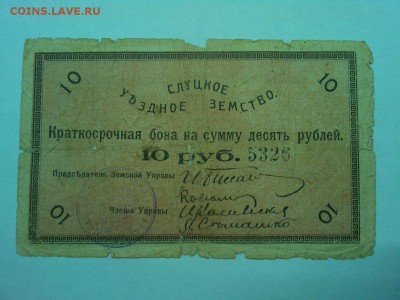 COINS.LAVE.RU
10 10
СЛУЦКОЕ
УѢЗДНОЕ ЗЕМСТВО.
Краткосрочная бона на сумму десять рублей.
10 руб. 5326
Предсѣдатель Земской Управы
Члены Управы
10 10